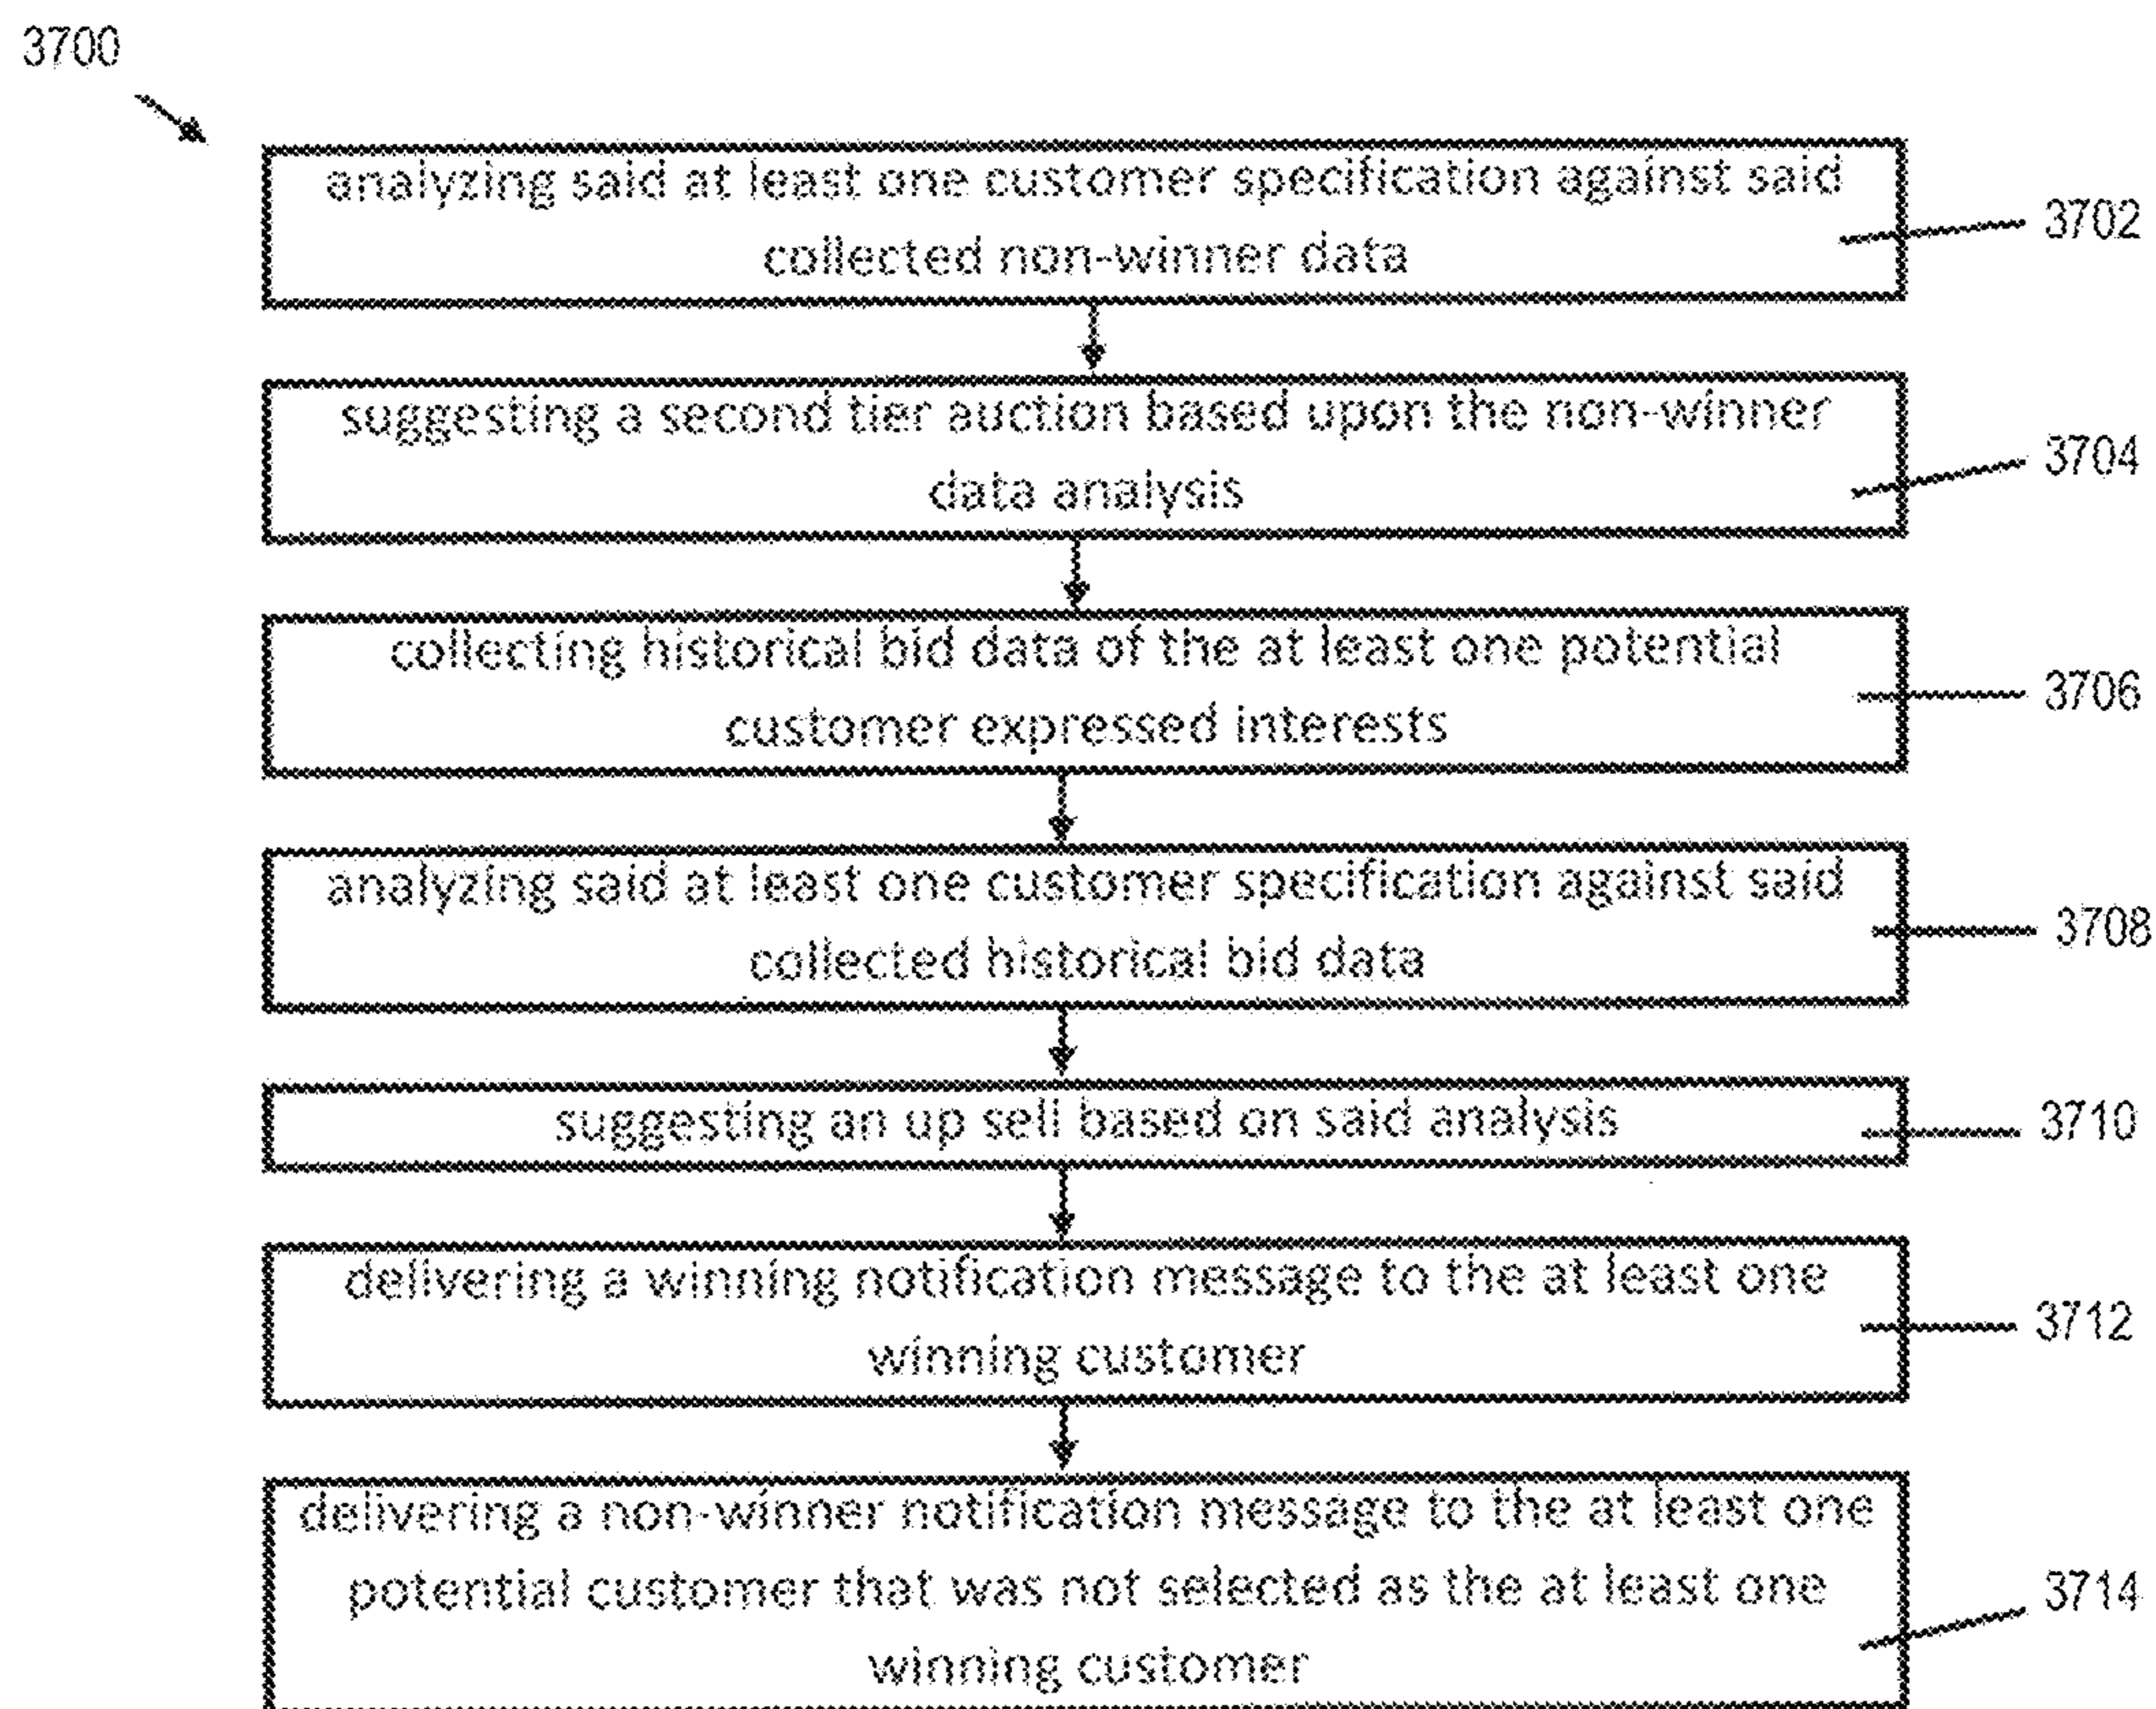 3700
analyzing said at least one customer specification against said
collected non-winner data
3702
suggesting a second tier auction based upon the non-winner
data analysis
3704
collecting historical bid data of the at least one potential
customer expressed interests
3706
analyzing said at least one customer specification against said
collected historical bid data
3708
suggesting an up sell based on said analysis
3710
delivering a winning notification message to the at least one
winning customer
3712
delivering a non-winner notification message to the at least one
potential customer that was not selected as the at least one
winning customer
3714